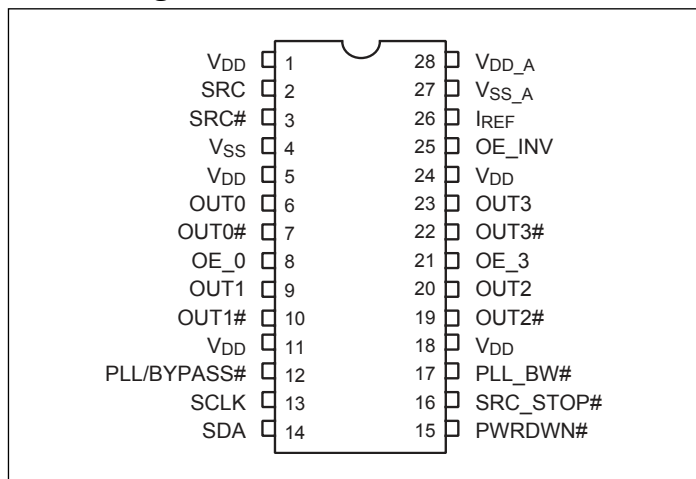 VDD 1 28 VDD_A
SRC 2 27 VSS_A
SRC# 3 26 IREF
VSS 4 25 OE_INV
VDD 5 24 VDD
OUT0 6 23 OUT3
OUT0# 7 22 OUT3#
OE_0 8 21 OE_3
OUT1 9 20 OUT2
OUT1# 10 19 OUT2#
VDD 11 18 VDD
PLL/BYPASS# 12 17 PLL_BW#
SCLK 13 16 SRC_STOP#
SDA 14 15 PWRDWN#